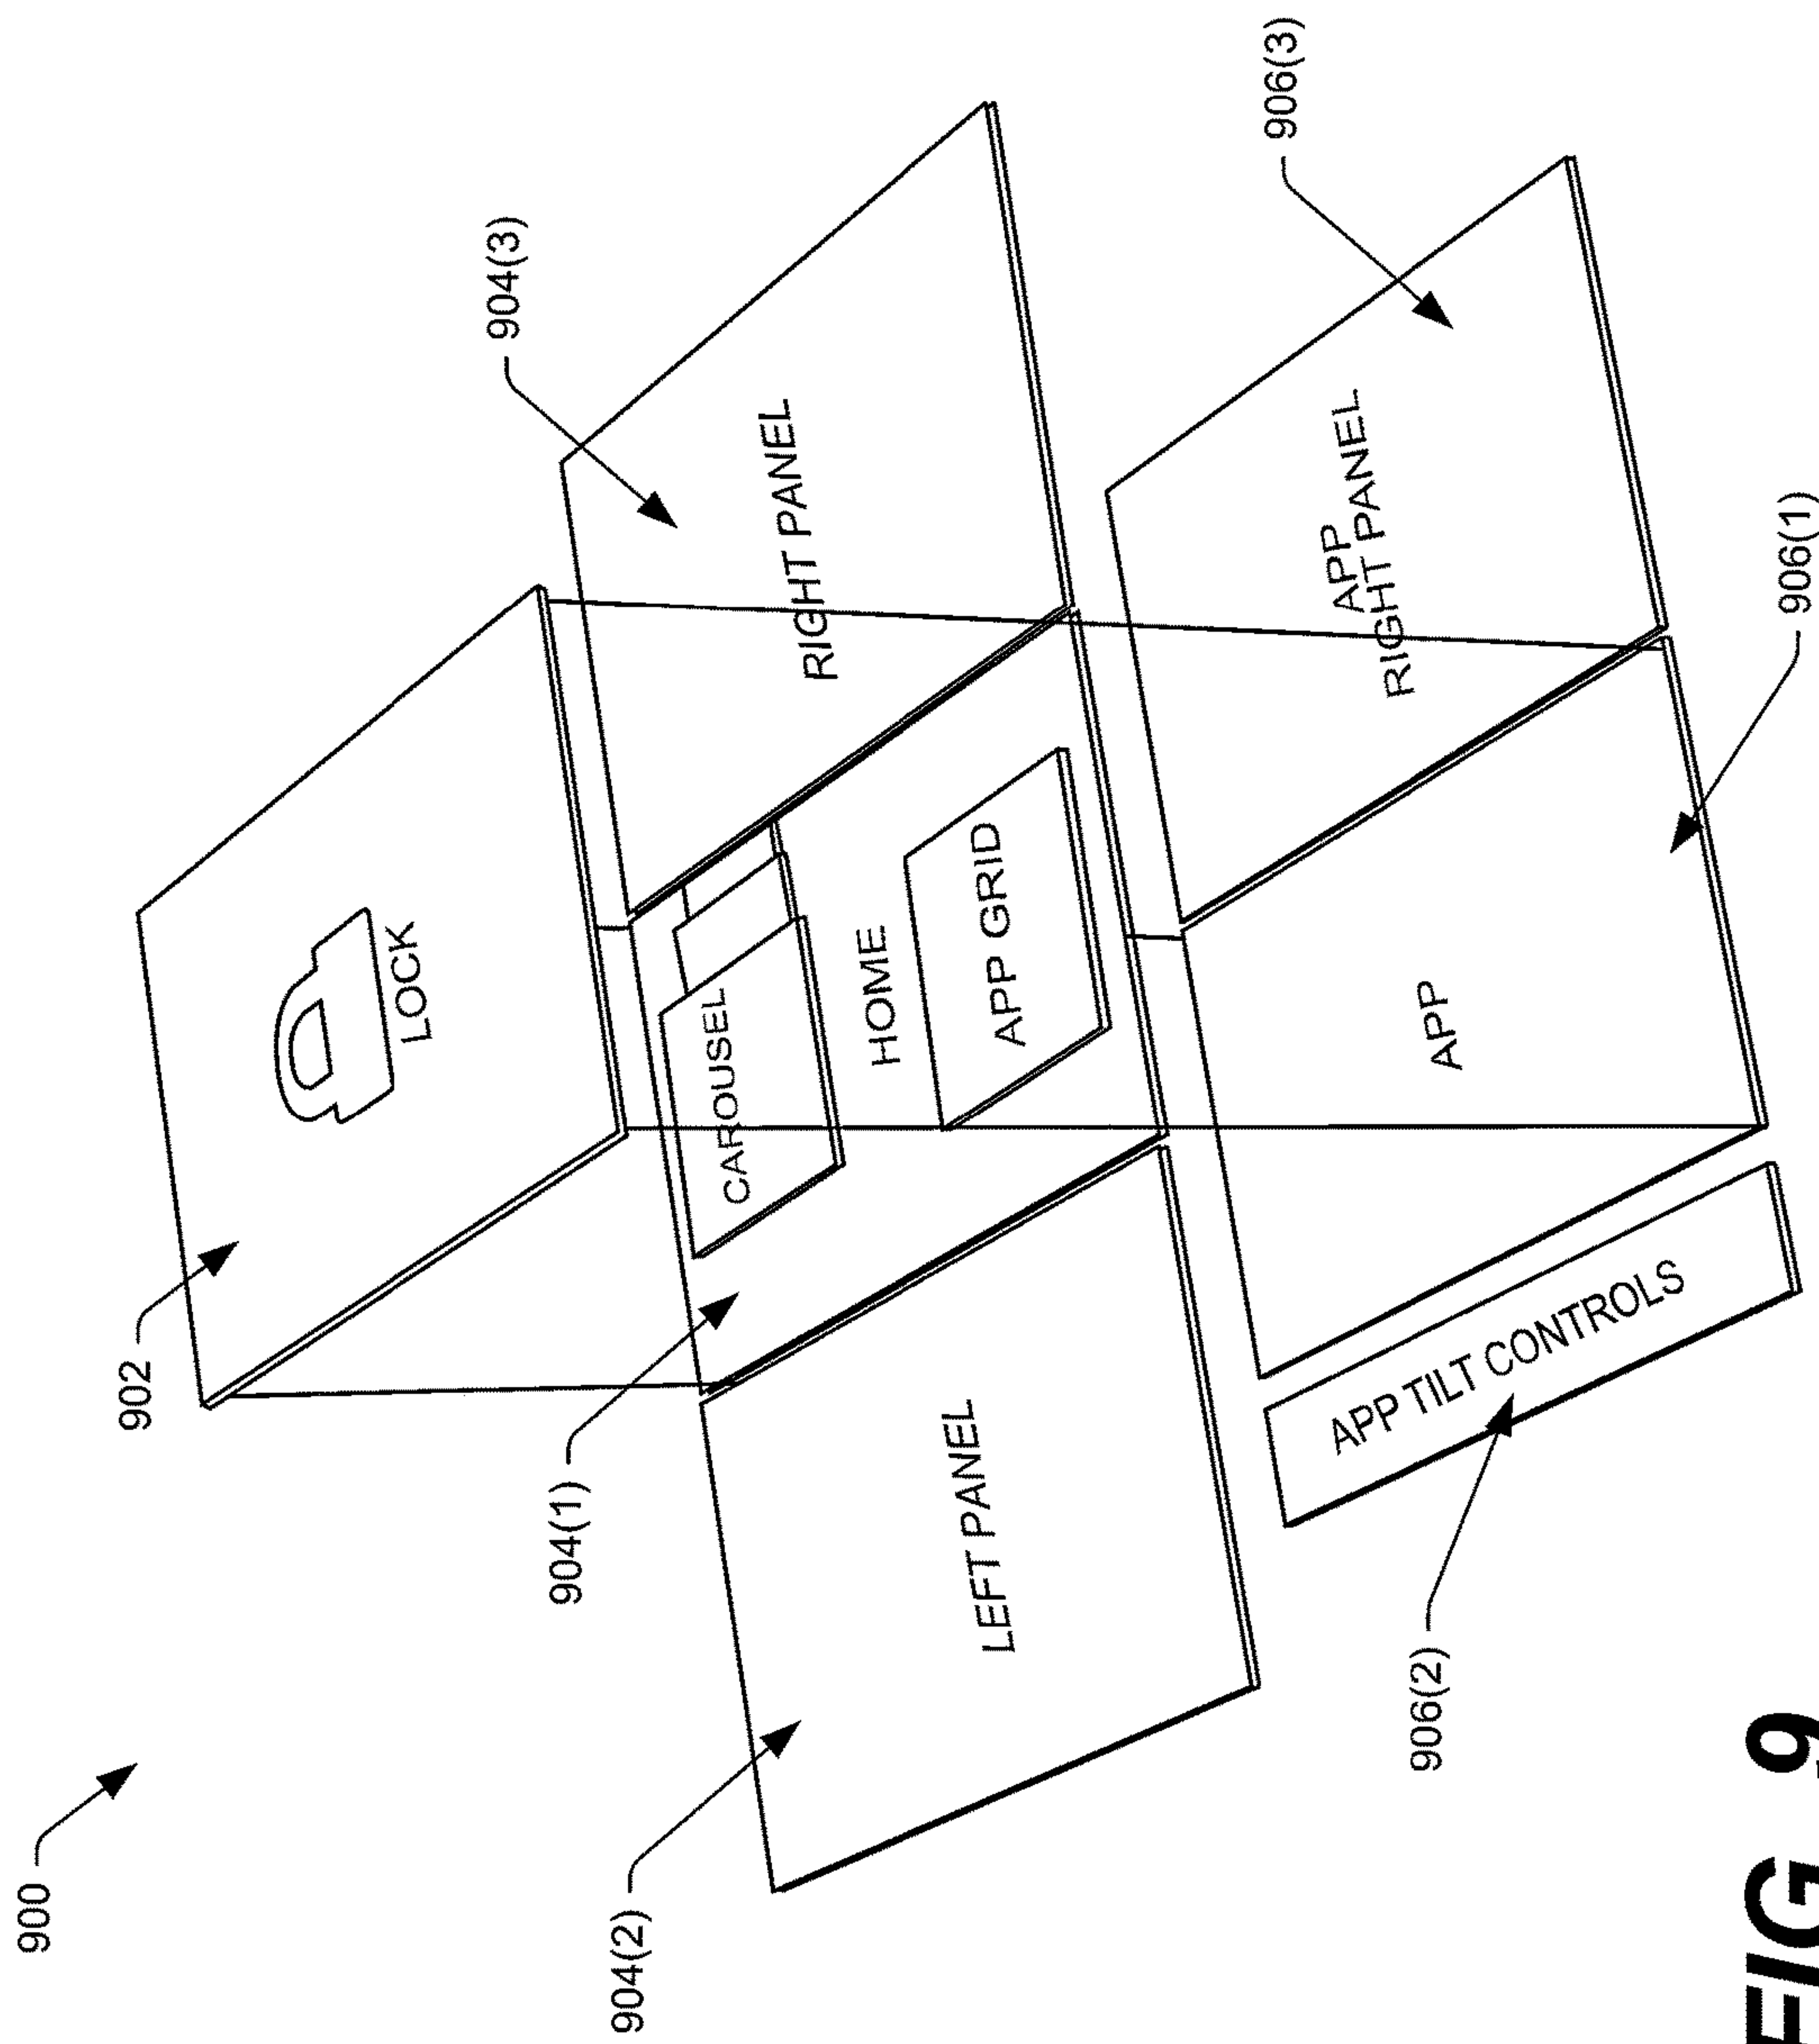 900
902
LOCK
904(1)
904(2)
904(3)
CAROUSEL
HOME
APP GRID
LEFT PANEL
RIGHT PANEL
906(1)
906(2)
906(3)
APP
APP TILT CONTROLS
APP
RIGHT PANEL
FIG. 9